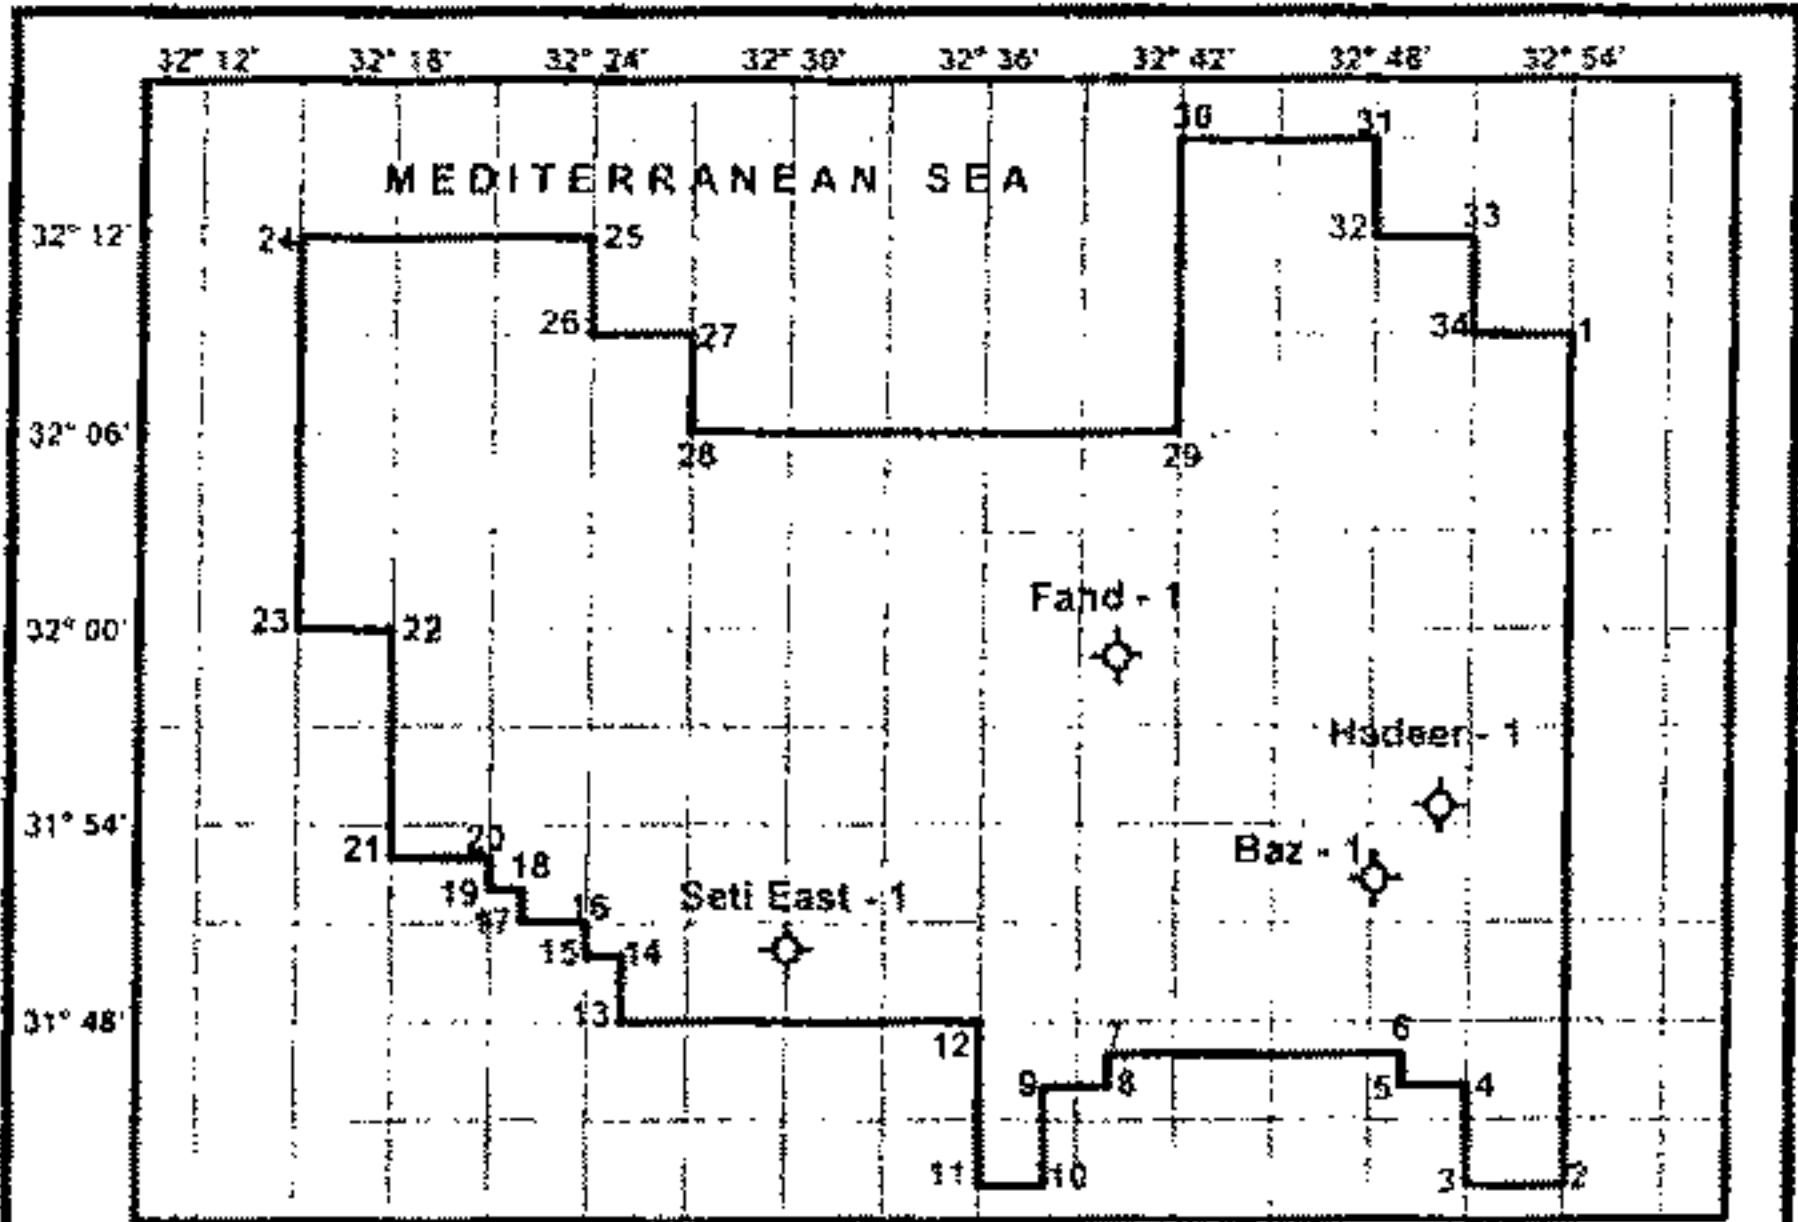 32° 12' 32° 18' 32° 24' 32° 30' 32° 36' 32° 42' 32° 48' 32° 54'
30 31
MEDITERRANEAN SEA
32° 12' 24 25 32 33
26 27 34 1
32° 06'
28 29
Fahd - 1
32° 00' 23 22
Hadeer - 1
31° 54'
21 20 Baz - 1
19 18
17 16 Seti East - 1
15 14
31° 48' 13 12 7 6
9 8 5 4
11 10 3 2